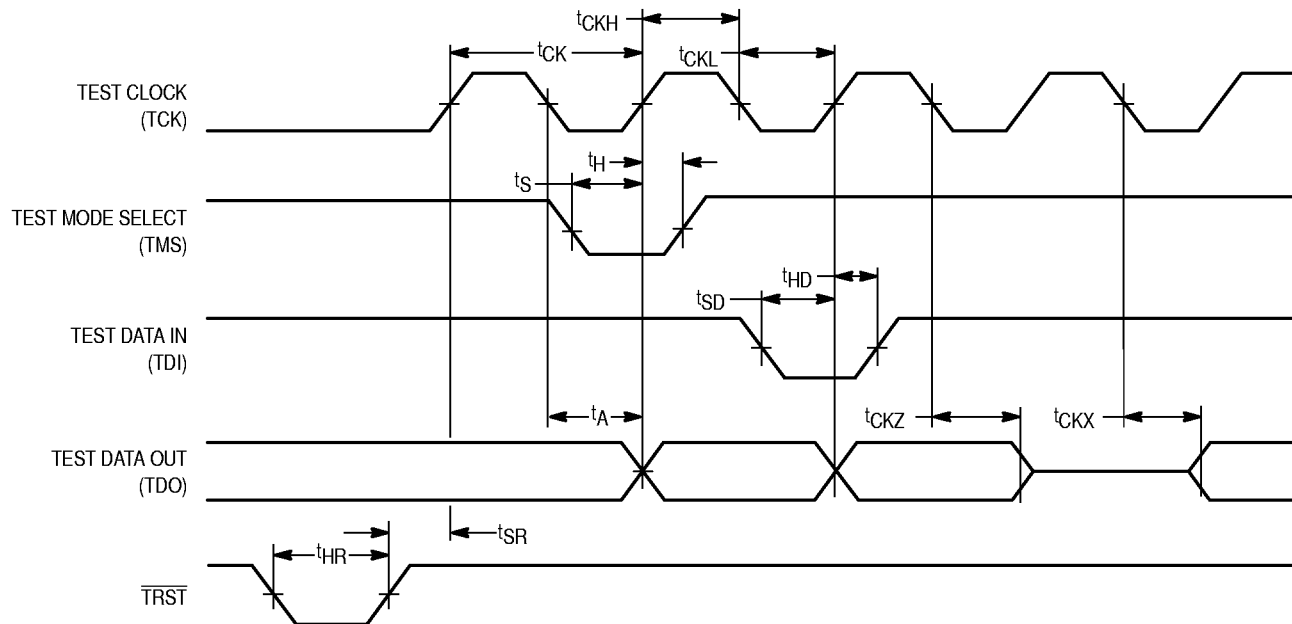 tCKH
tCK
tCKL
TEST CLOCK
(TCK)
tH
tS
TEST MODE SELECT
(TMS)
tHD
tSD
TEST DATA IN
(TDI)
tA
tCKZ
tCKX
TEST DATA OUT
(TDO)
tSR
tHR
TRST